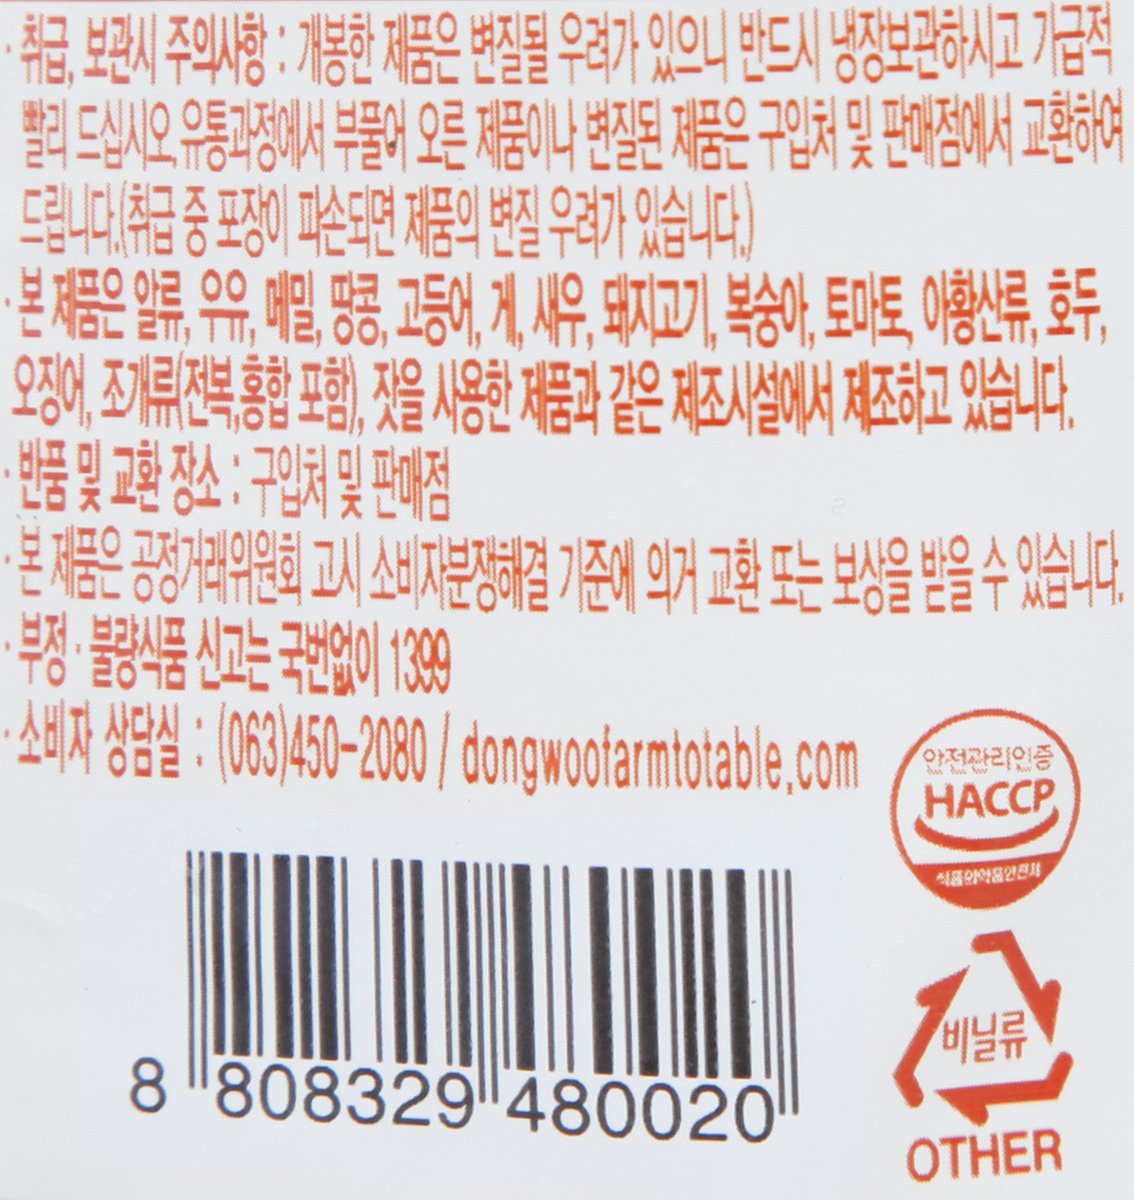 · 취급, 보관시 주의사항 : 개봉한 제품은 변질될 우려가 있으니 반드시 냉장보관하시고 가급적
빨리 드십시오. 유통과정에서 부풀어 오른 제품이나 변질된 제품은 구입처 및 판매점에서 교환하여
드립니다.(취급 중 포장이 파손되면 제품의 변질 우려가 있습니다.)
· 본 제품은 알류, 우유, 메밀, 땅콩, 고등어, 게, 새우, 돼지고기, 복숭아, 토마토, 아황산류, 호두,
오징어, 조개류(전복,홍합 포함), 잣을 사용한 제품과 같은 제조시설에서 제조하고 있습니다.
· 반품 및 교환 장소 : 구입처 및 판매점
· 본 제품은 공정거래위원회 고시 소비자분쟁해결 기준에 의거 교환 또는 보상을 받을 수 있습니다.
· 부정 · 불량식품 신고는 국번없이 1399
· 소비자 상담실 : (063)450-2080 / dongwoofarmtotable.com
안전관리인증
HACCP
식품의약품안전처
비닐류
OTHER
8 808329 480020